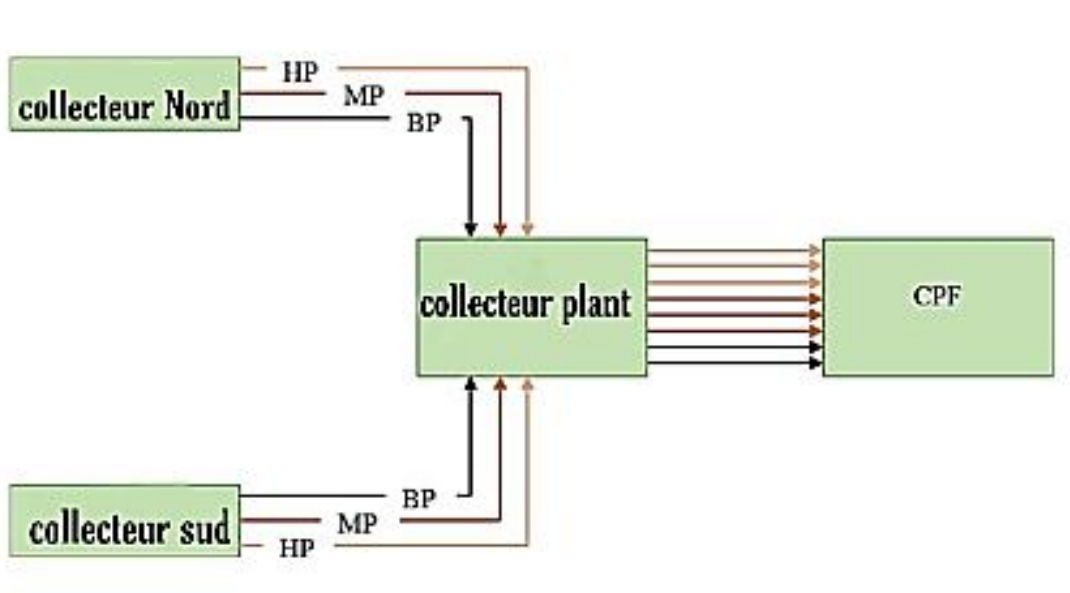 HP
collecteur Nord
MP
BP
collecteur plant
CPF
BP
collecteur sud
MP
HP